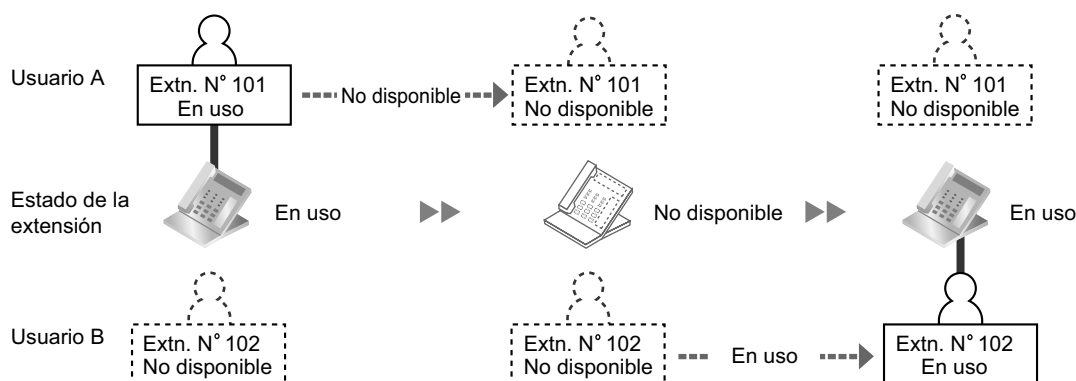 Usuario A
Extn. N° 101
En uso
No disponible
Extn. N° 101
No disponible
Extn. N° 101
No disponible
Estado de la
extensión
En uso
No disponible
En uso
Usuario B
Extn. N° 102
No disponible
Extn. N° 102
No disponible
En uso
Extn. N° 102
En uso